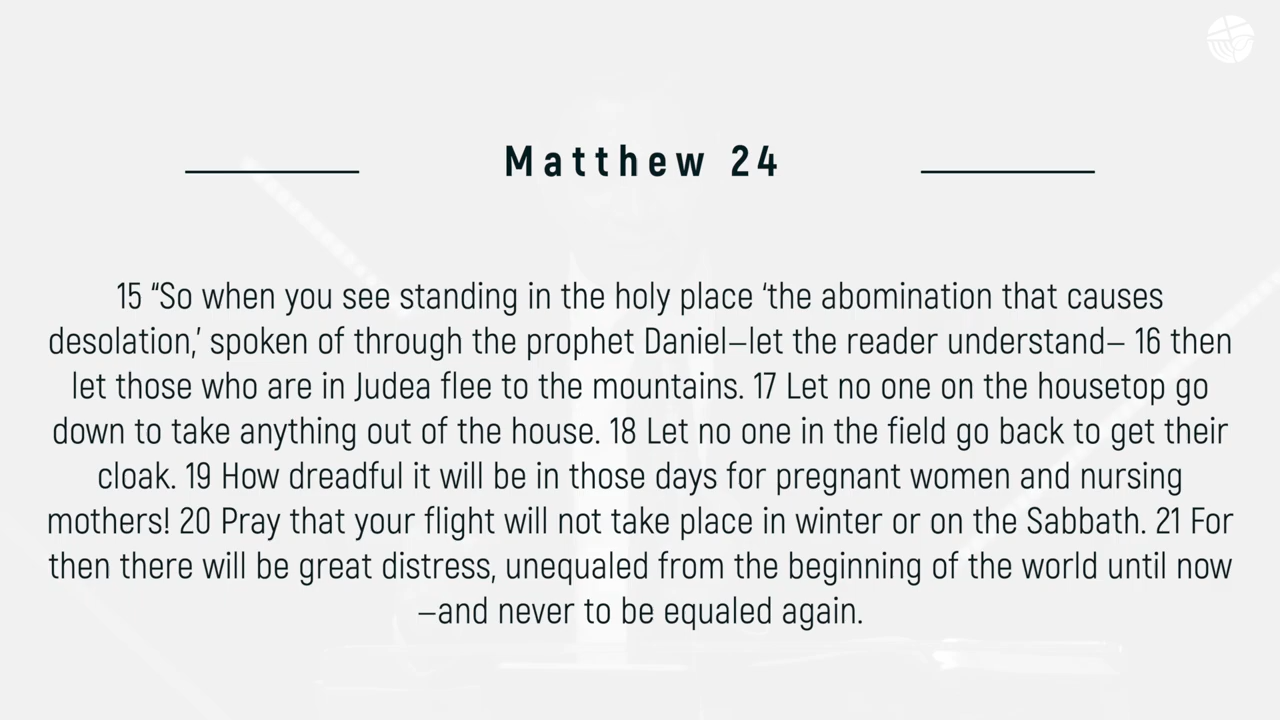 Matthew 24
15 “So when you see standing in the holy place ‘the abomination that causes
desolation,’ spoken of through the prophet Daniel—let the reader understand— 16 then
let those who are in Judea flee to the mountains. 17 Let no one on the housetop go
down to take anything out of the house. 18 Let no one in the field go back to get their
cloak. 19 How dreadful it will be in those days for pregnant women and nursing
mothers! 20 Pray that your flight will not take place in winter or on the Sabbath. 21 For
then there will be great distress, unequaled from the beginning of the world until now
—and never to be equaled again.